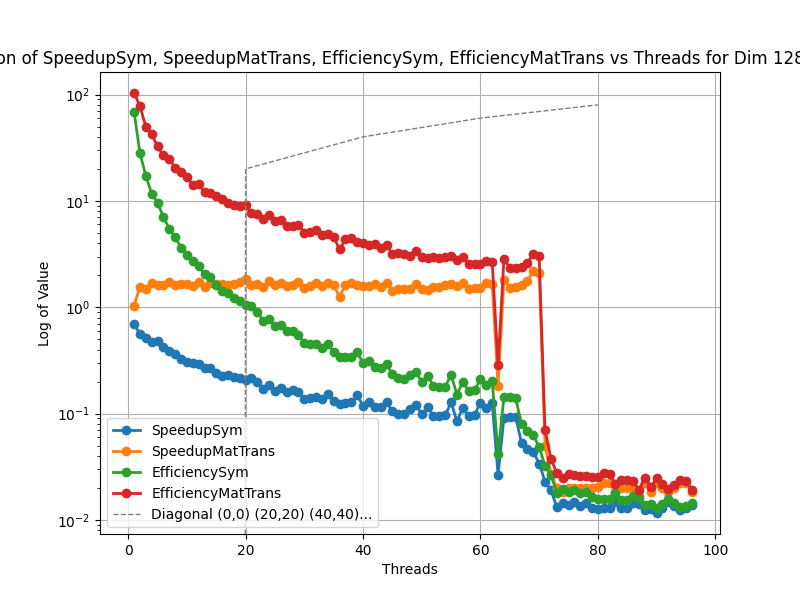 on of SpeedupSym, SpeedupMatTrans, EfficiencySym, EfficiencyMatTrans vs Threads for Dim 128
10²
10¹
10⁰
10⁻¹
10⁻²
Log of Value
SpeedupSym
SpeedupMatTrans
EfficiencySym
EfficiencyMatTrans
Diagonal (0,0) (20,20) (40,40)...
0 20 40 60 80 100
Threads